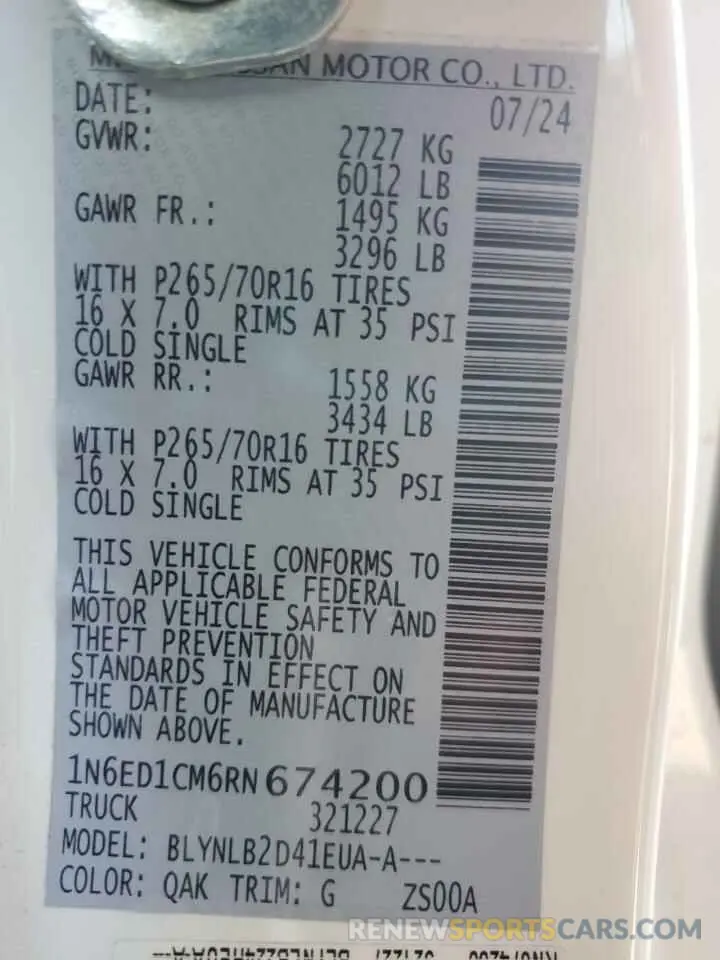 NISSAN MOTOR CO., LTD.
DATE: 07/24
GVWR: 2727 KG
6012 LB
GAWR FR.: 1495 KG
3296 LB
WITH P265/70R16 TIRES
16 X 7.0 RIMS AT 35 PSI
COLD SINGLE
GAWR RR.: 1558 KG
3434 LB
WITH P265/70R16 TIRES
16 X 7.0 RIMS AT 35 PSI
COLD SINGLE
THIS VEHICLE CONFORMS TO
ALL APPLICABLE FEDERAL
MOTOR VEHICLE SAFETY AND
THEFT PREVENTION
STANDARDS IN EFFECT ON
THE DATE OF MANUFACTURE
SHOWN ABOVE.
1N6ED1CM6RN674200
TRUCK 321227
MODEL: BLYNLB2D41EUA-A---
COLOR: QAK TRIM: G ZS00A
RENEWSPORTSCARS.COM